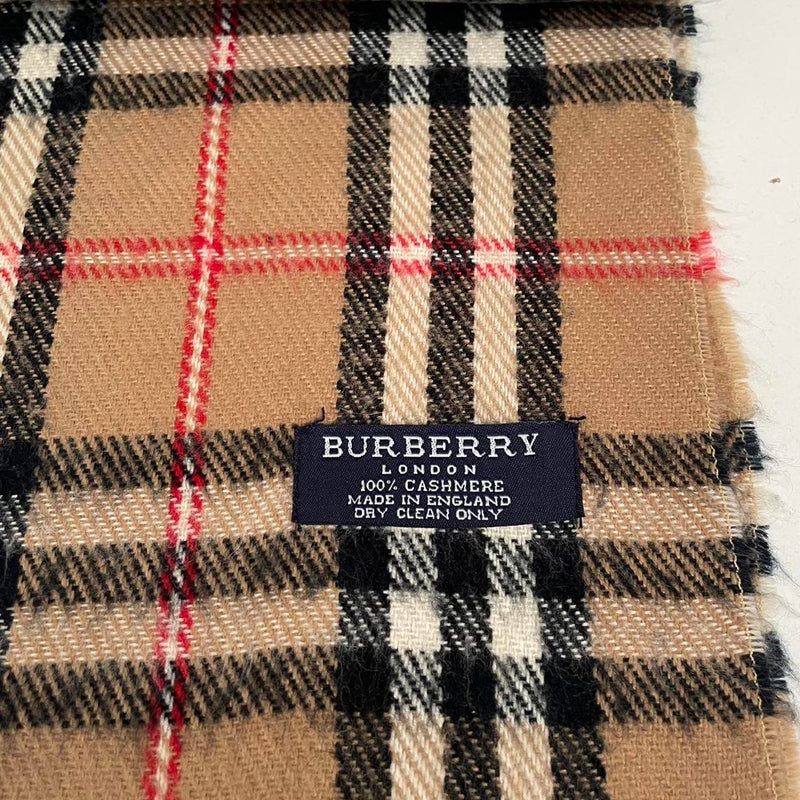 BURBERRY
LONDON
100% CASHMERE
MADE IN ENGLAND
DRY CLEAN ONLY